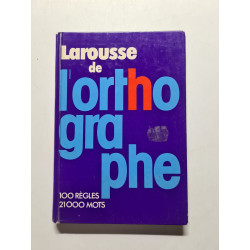 Larousse
de
l'ortho
gra
phe
100 RÈGLES
21000 MOTS